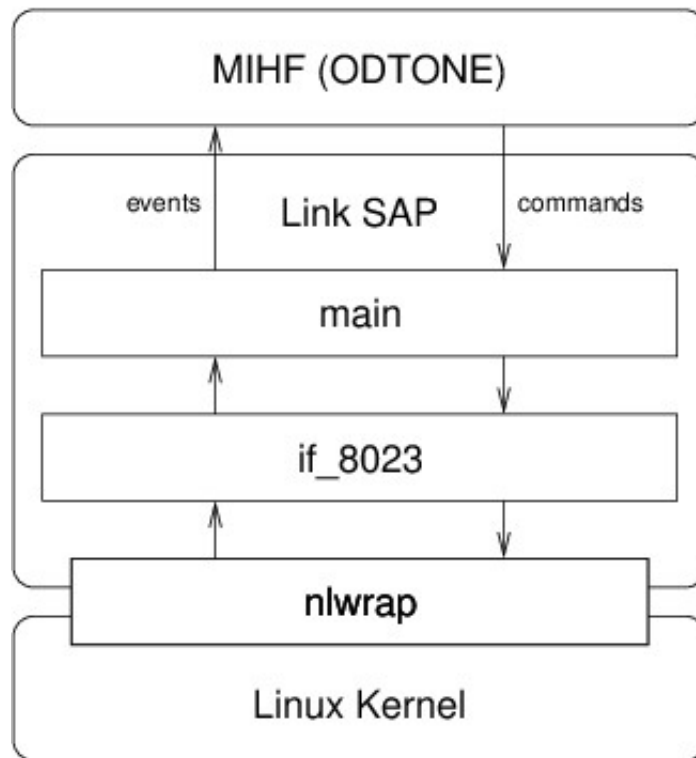 MIHF (ODTONE)
events
Link SAP
commands
main
if_8023
nlwrap
Linux Kernel